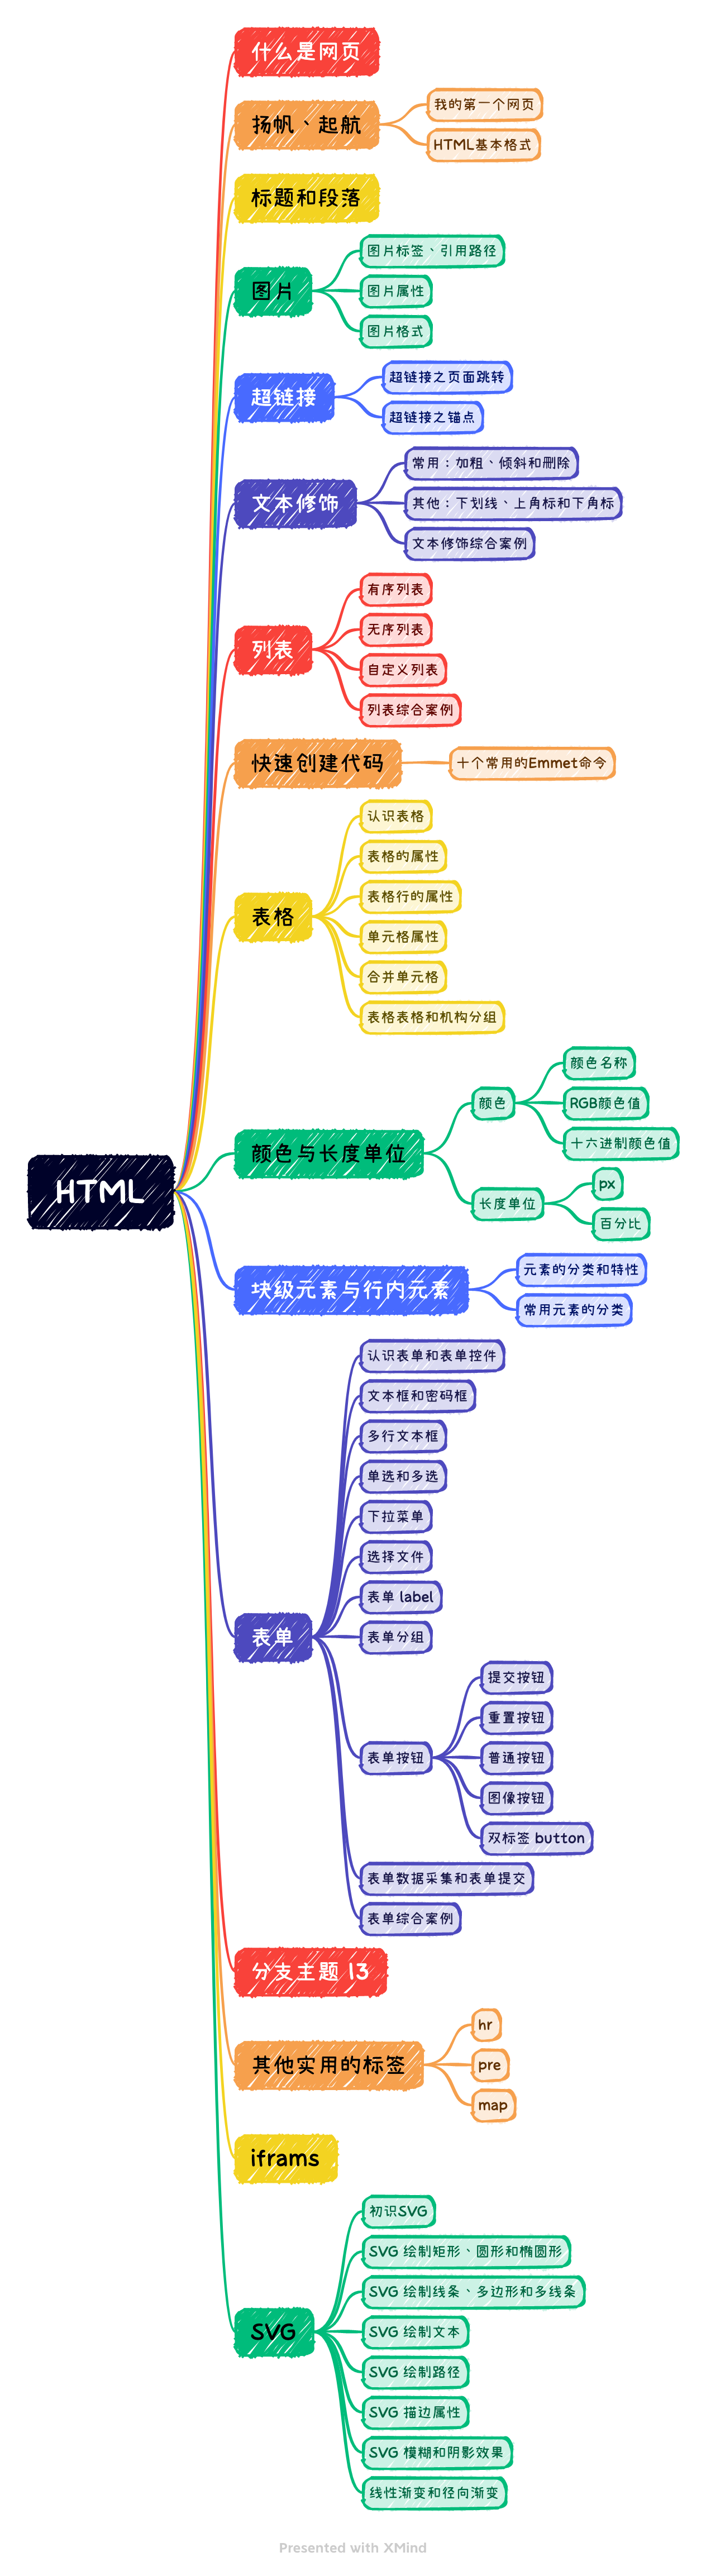 什么是网页
扬帆、起航
我的第一个网页
HTML基本格式
标题和段落
图片
图片标签、引用路径
图片属性
图片格式
超链接
超链接之页面跳转
超链接之锚点
文本修饰
常用：加粗、倾斜和删除
其他：下划线、上角标和下角标
文本修饰综合案例
列表
有序列表
无序列表
自定义列表
列表综合案例
快速创建代码
十个常用的Emmet命令
表格
认识表格
表格的属性
表格行的属性
单元格属性
合并单元格
表格表格和机构分组
HTML
颜色与长度单位
颜色
颜色名称
RGB颜色值
十六进制颜色值
长度单位
px
百分比
块级元素与行内元素
元素的分类和特性
常用元素的分类
表单
认识表单和表单控件
文本框和密码框
多行文本框
单选和多选
下拉菜单
选择文件
表单 label
表单分组
表单按钮
提交按钮
重置按钮
普通按钮
图像按钮
双标签 button
表单数据采集和表单提交
表单综合案例
分支主题 13
其他实用的标签
hr
pre
map
iframs
SVG
初识SVG
SVG 绘制矩形、圆形和椭圆形
SVG 绘制线条、多边形和多线条
SVG 绘制文本
SVG 绘制路径
SVG 描边属性
SVG 模糊和阴影效果
线性渐变和径向渐变
Presented with XMind